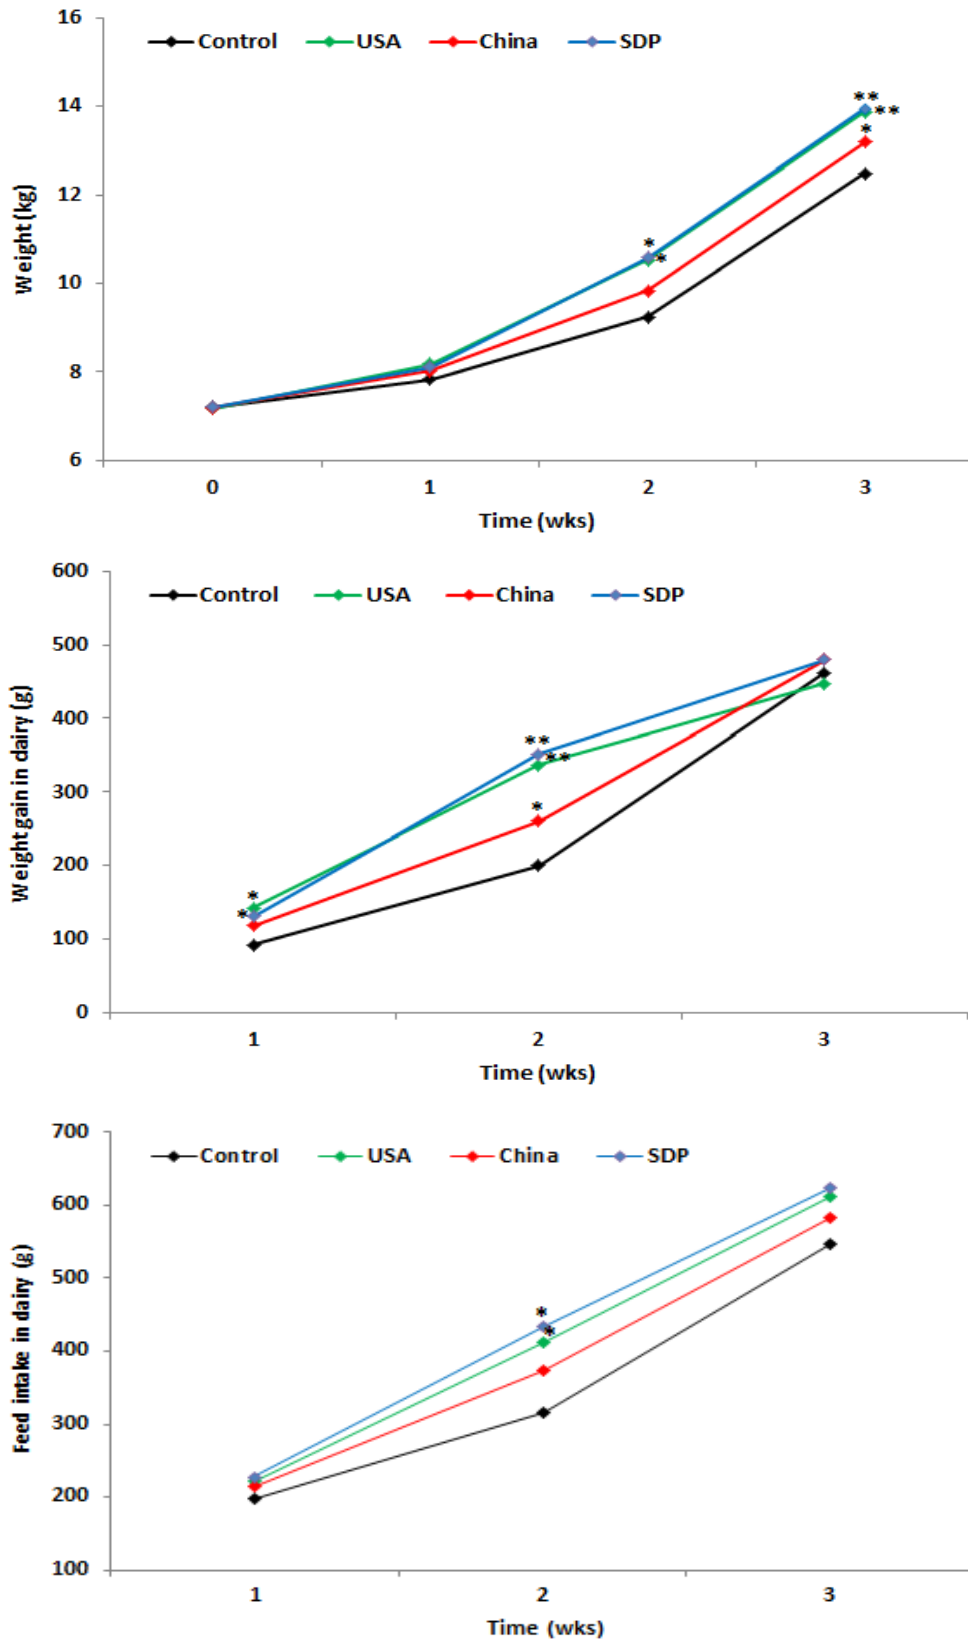 16
Control USA China SDP
14
12
10
8
6
**
**
*
*
*
Weight (kg)
0 1 2 3
Time (wks)
600
Control USA China SDP
500
400
300
200
100
0
**
**
*
*
*
Weight gain in dairy (g)
1 2 3
Time (wks)
700
Control USA China SDP
600
500
400
300
200
100
*
*
Feed intake in dairy (g)
1 2 3
Time (wks)